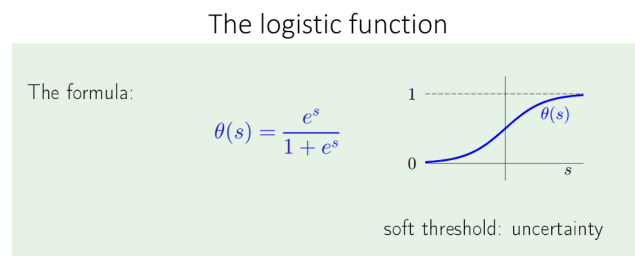 The logistic function
The formula:
θ(s) = e^s / (1 + e^s)
1
θ(s)
0
s
soft threshold: uncertainty